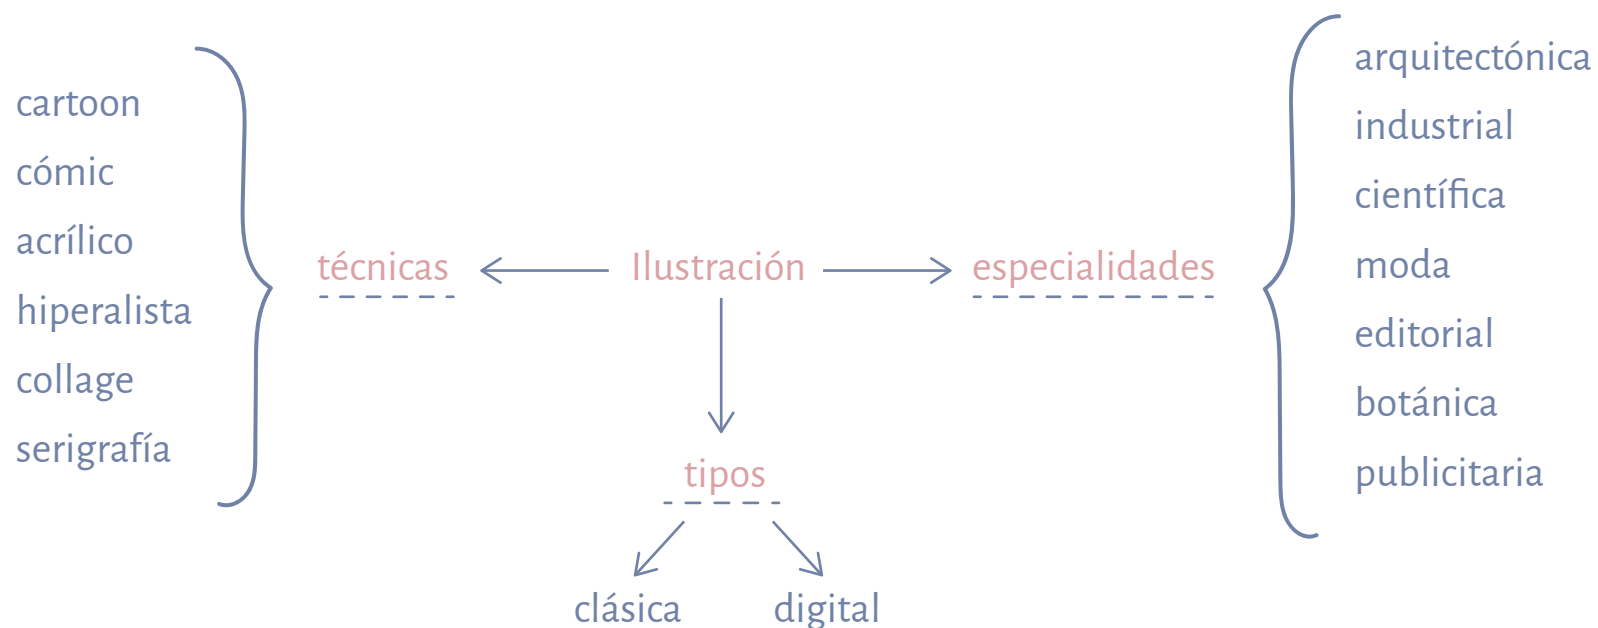 cartoon
cómic
acrílico
hiperalista
collage
serigrafía
técnicas
Ilustración
especialidades
tipos
clásica
digital
arquitectónica
industrial
científica
moda
editorial
botánica
publicitaria